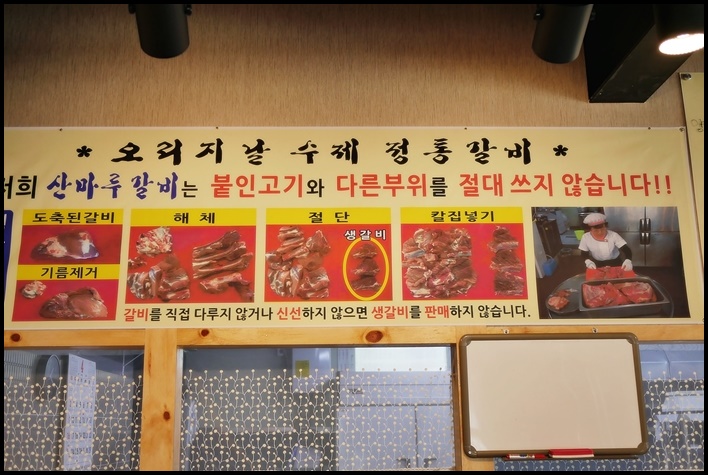 * 오리지날 수제 정통갈비 *
저희 산마루갈비는 붙인고기와 다른부위를 절대 쓰지 않습니다!!
도축된갈비 해체 절단 칼집넣기
생갈비
기름제거
갈비를 직접 다루지 않거나 신선하지 않으면 생갈비를 판매하지 않습니다.